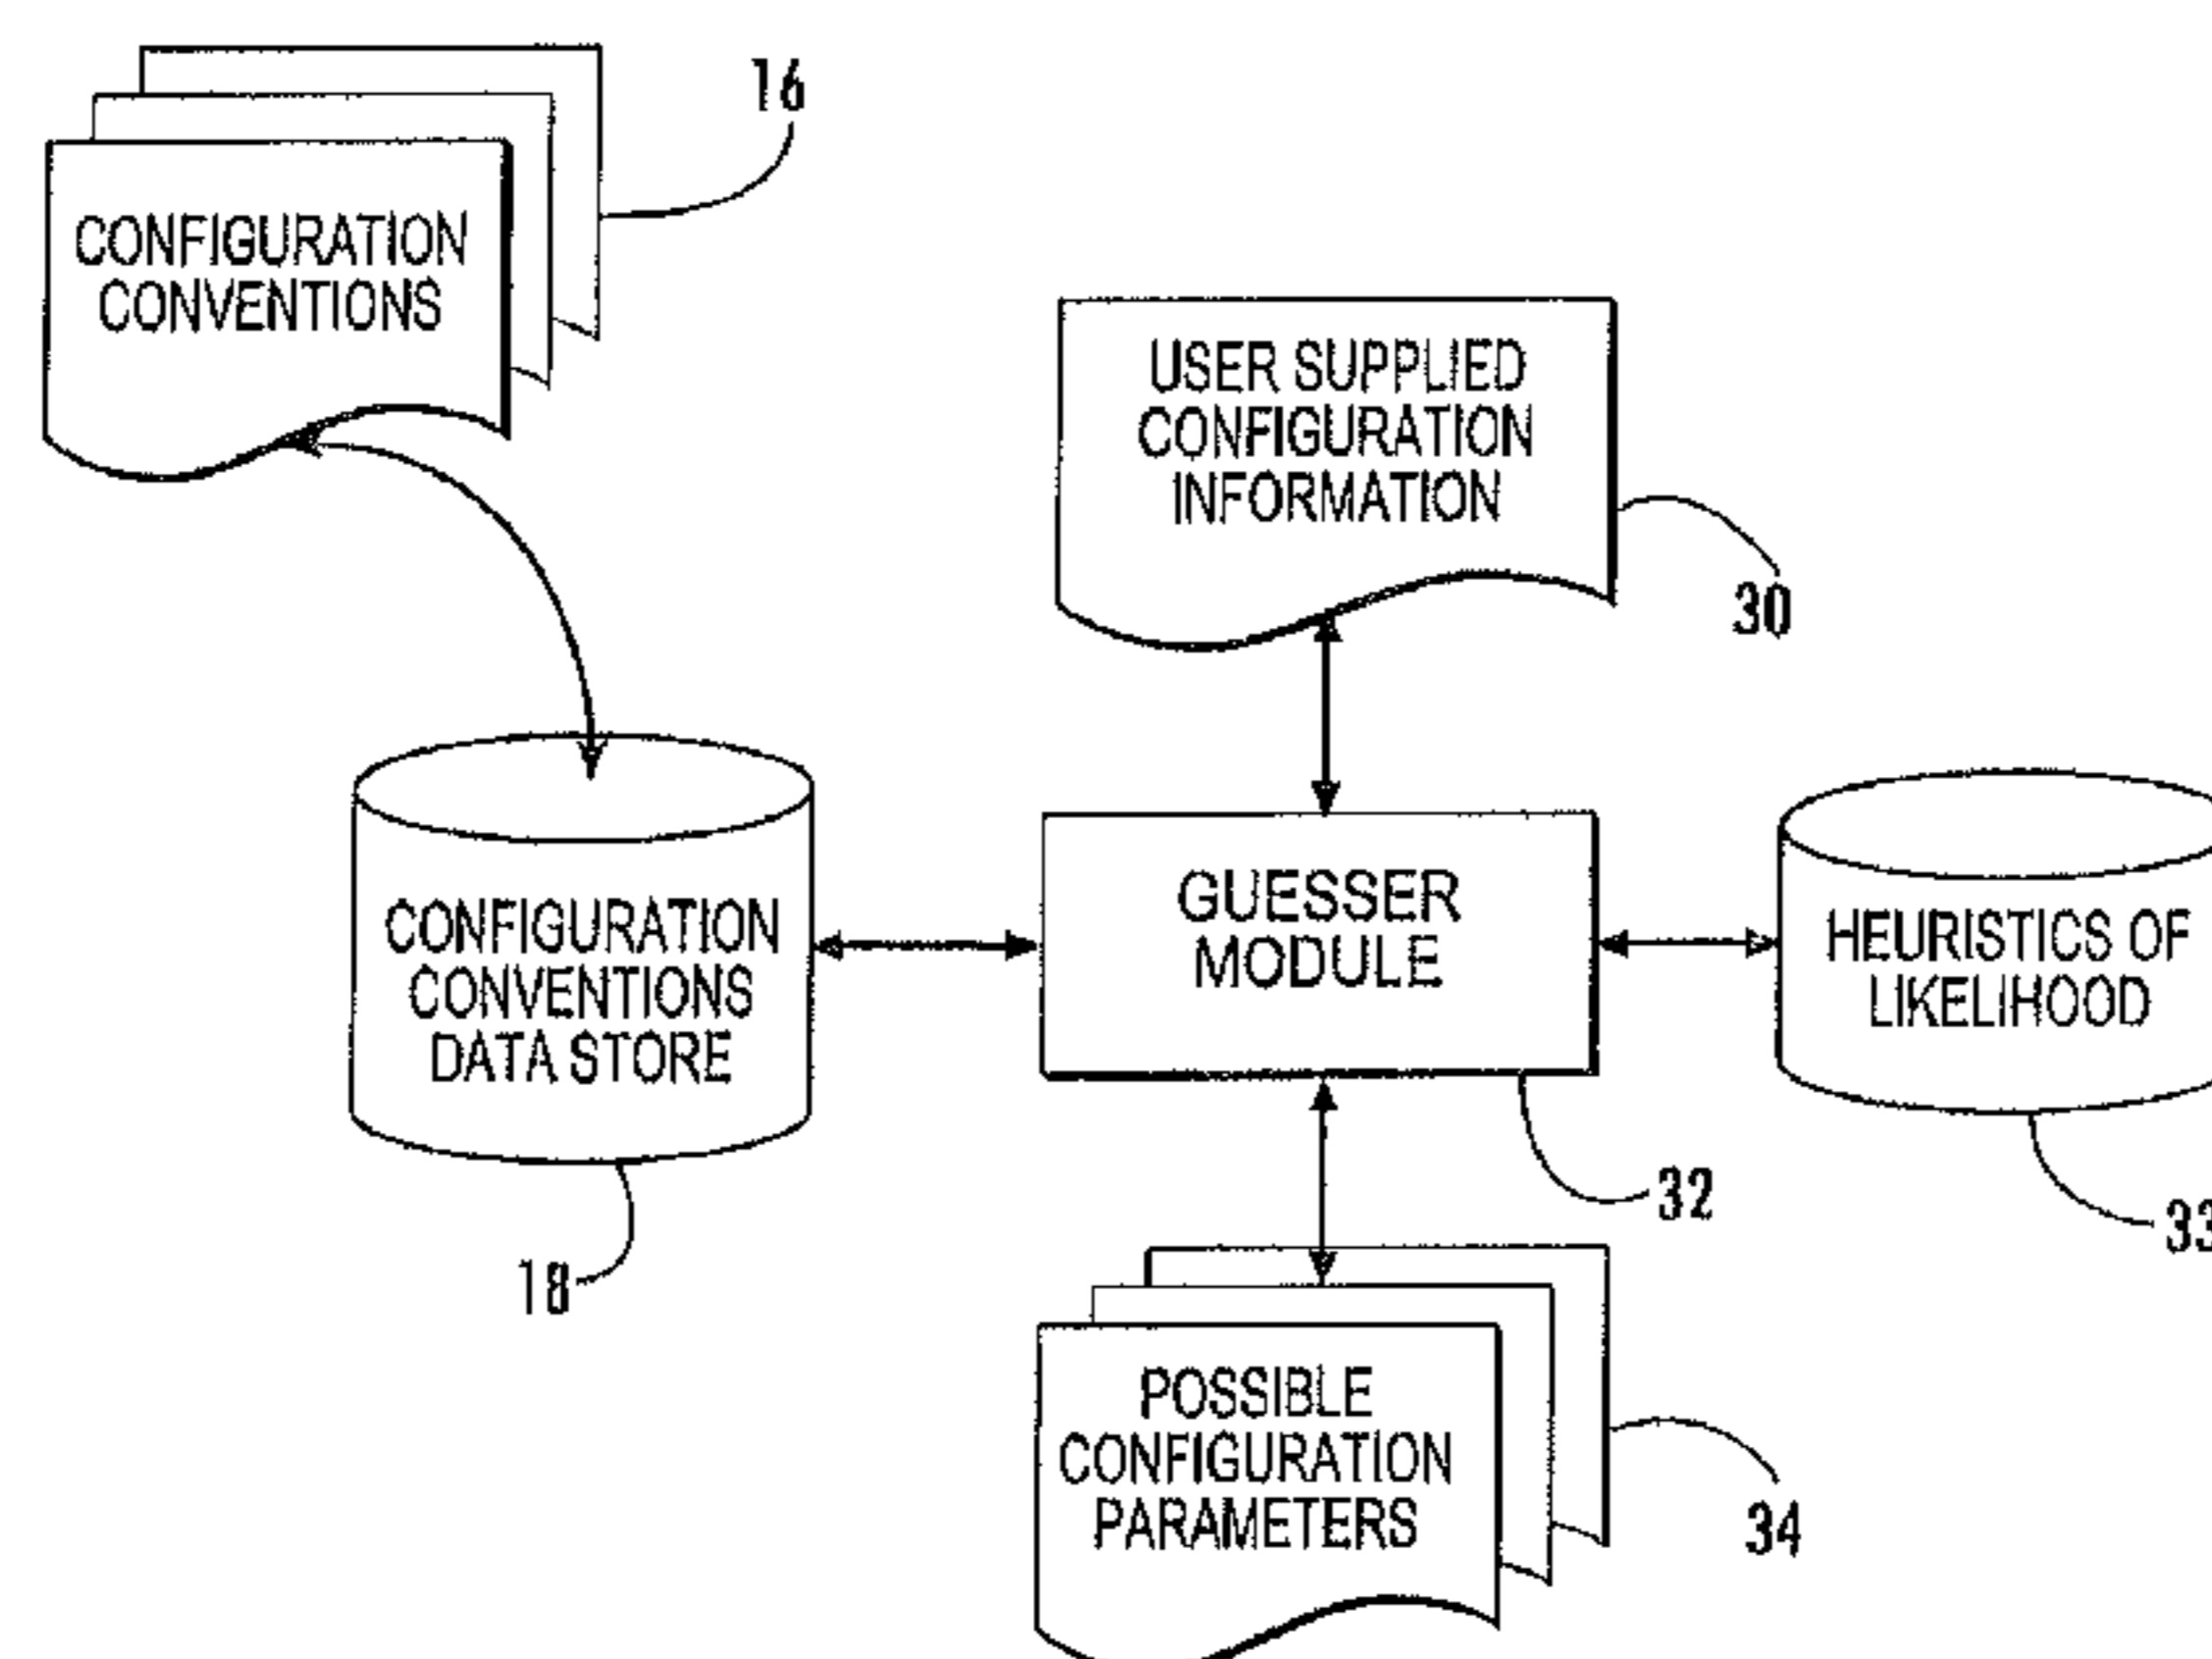 16
CONFIGURATION
CONVENTIONS
USER SUPPLIED
CONFIGURATION
INFORMATION
30
CONFIGURATION
CONVENTIONS
DATA STORE
GUESSER
MODULE
HEURISTICS OF
LIKELIHOOD
18
32
33
POSSIBLE
CONFIGURATION
PARAMETERS
34